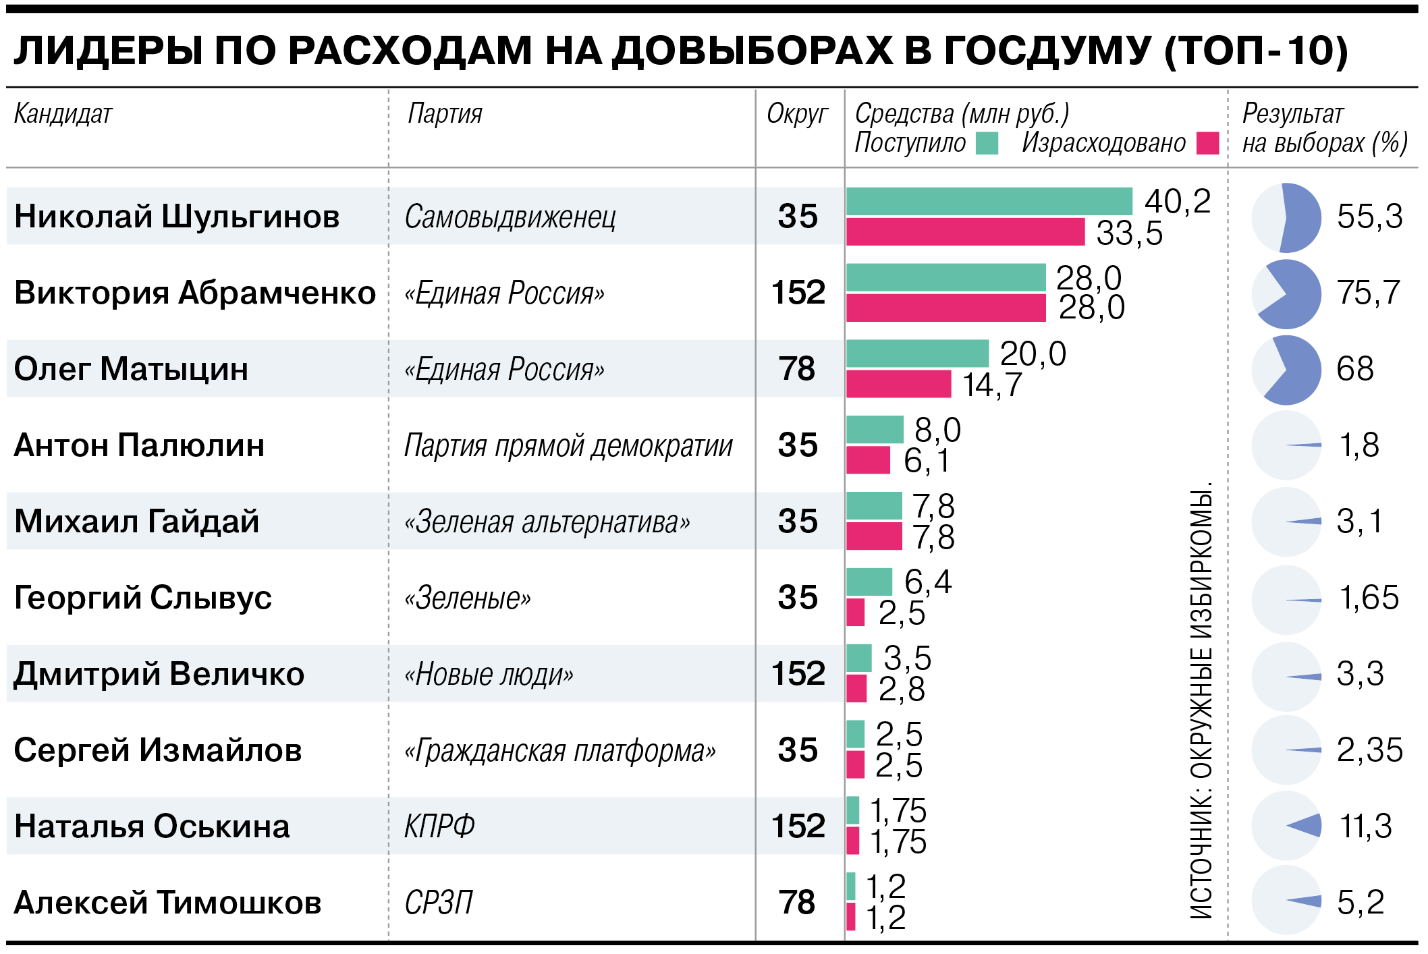 ЛИДЕРЫ ПО РАСХОДАМ НА ДОВЫБОРАХ В ГОСДУМУ (ТОП-10)
Кандидат Партия Округ Средства (млн руб.) Результат
Поступило Израсходовано на выборах (%)
Николай Шульгинов Самовыдвиженец 35 40,2 33,5 55,3
Виктория Абрамченко «Единая Россия» 152 28,0 28,0 75,7
Олег Матыцин «Единая Россия» 78 20,0 14,7 68
Антон Палюлин Партия прямой демократии 35 8,0 6,1 1,8
Михаил Гайдай «Зеленая альтернатива» 35 7,8 7,8 3,1
Георгий Слывус «Зеленые» 35 6,4 2,5 1,65
Дмитрий Величко «Новые люди» 152 3,5 2,8 3,3
Сергей Измайлов «Гражданская платформа» 35 2,5 2,5 2,35
Наталья Оськина КПРФ 152 1,75 1,75 11,3
Алексей Тимошков СРЗП 78 1,2 1,2 5,2
ИСТОЧНИК: ОКРУЖНЫЕ ИЗБИРКОМЫ.